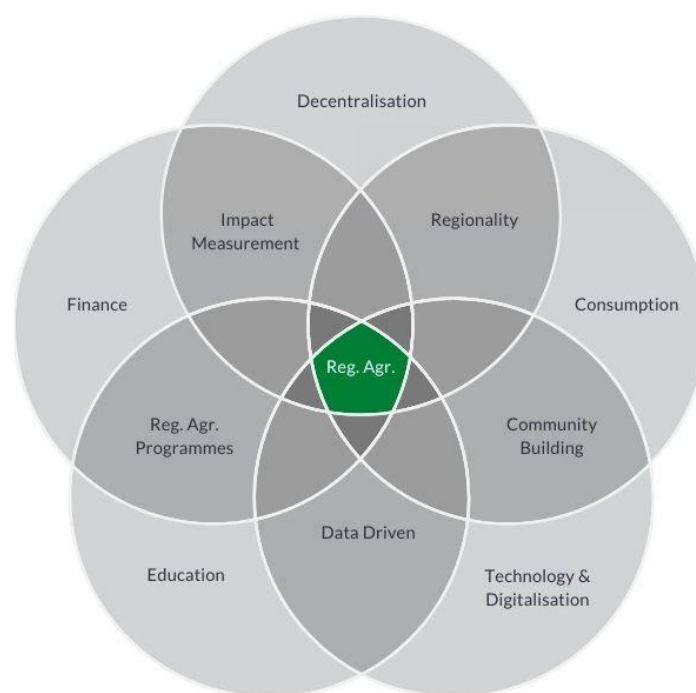 Decentralisation
Impact
Measurement
Regionality
Finance
Consumption
Reg. Agr.
Reg. Agr.
Programmes
Community
Building
Data Driven
Education
Technology &
Digitalisation